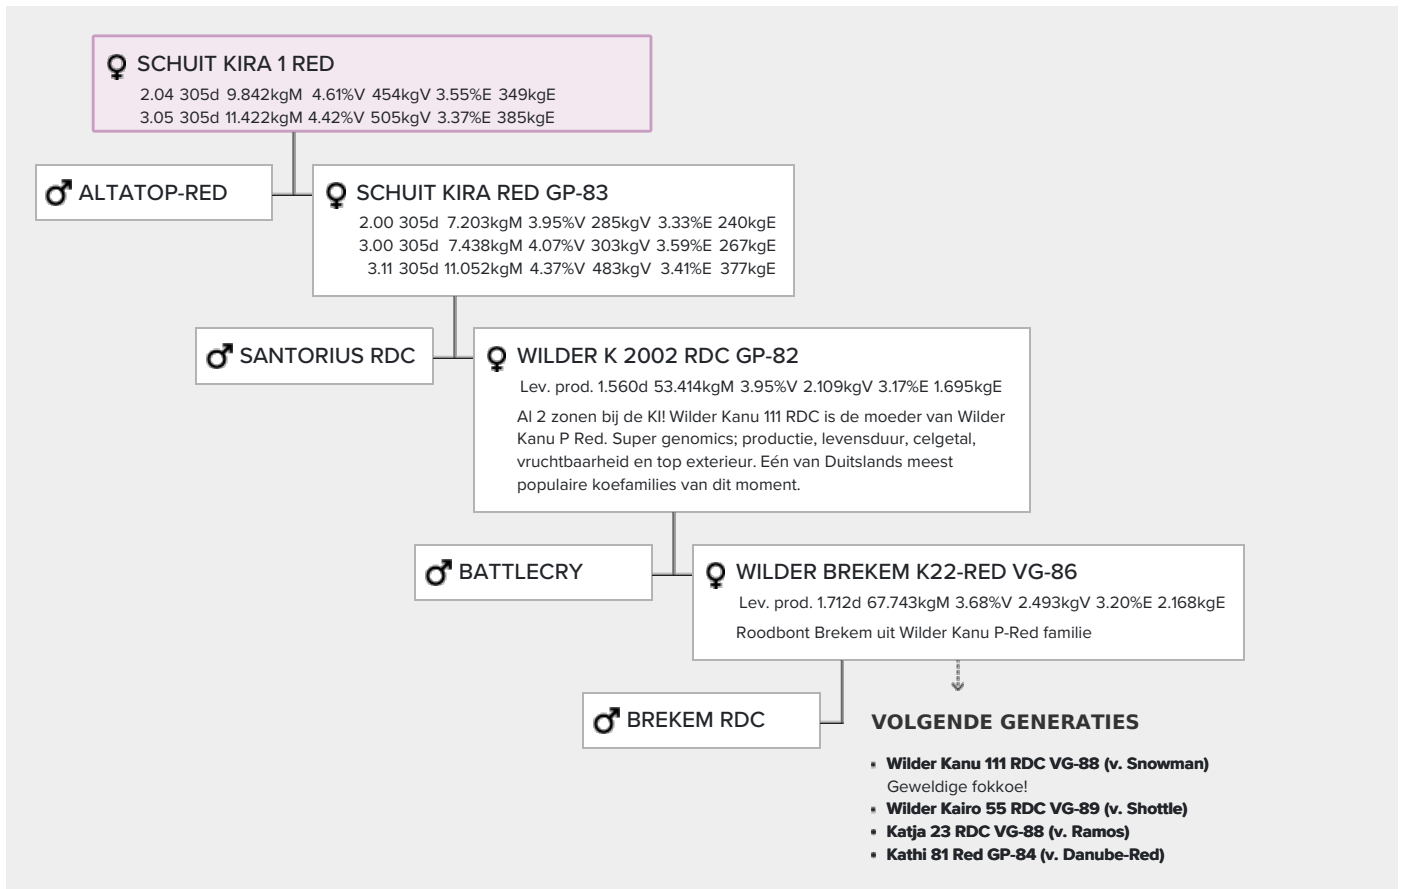 SCHUIT KIRA 1 RED
2.04 305d 9.842kgM 4.61%V 454kgV 3.55%E 349kgE
3.05 305d 11.422kgM 4.42%V 505kgV 3.37%E 385kgE
ALTATOP-RED
SCHUIT KIRA RED GP-83
2.00 305d 7.203kgM 3.95%V 285kgV 3.33%E 240kgE
3.00 305d 7.438kgM 4.07%V 303kgV 3.59%E 267kgE
3.11 305d 11.052kgM 4.37%V 483kgV 3.41%E 377kgE
SANTORIUS RDC
WILDER K 2002 RDC GP-82
Lev. prod. 1.560d 53.414kgM 3.95%V 2.109kgV 3.17%E 1.695kgE
Al 2 zonen bij de KI! Wilder Kanu 111 RDC is de moeder van Wilder
Kanu P Red. Super genomics; productie, levensduur, celgetal,
vruchtbaarheid en top exterieur. Eén van Duitslands meest
populaire koefamilies van dit moment.
BATTLECRY
WILDER BREKEM K22-RED VG-86
Lev. prod. 1.712d 67.743kgM 3.68%V 2.493kgV 3.20%E 2.168kgE
Roodbont Brekem uit Wilder Kanu P-Red familie
BREKEM RDC
VOLGENDE GENERATIES
Wilder Kanu 111 RDC VG-88 (v. Snowman)
Geweldige fokkoe!
Wilder Kairo 55 RDC VG-89 (v. Shottle)
Katja 23 RDC VG-88 (v. Ramos)
Kathi 81 Red GP-84 (v. Danube-Red)